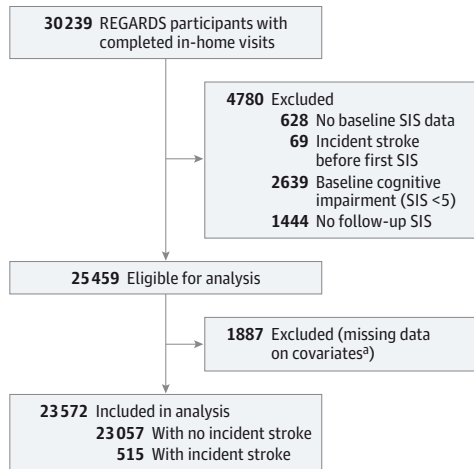 30239 REGARDS participants with
completed in-home visits
4780 Excluded
628 No baseline SIS data
69 Incident stroke
before first SIS
2639 Baseline cognitive
impairment (SIS <5)
1444 No follow-up SIS
25459 Eligible for analysis
1887 Excluded (missing data
on covariatesᵃ)
23572 Included in analysis
23057 With no incident stroke
515 With incident stroke